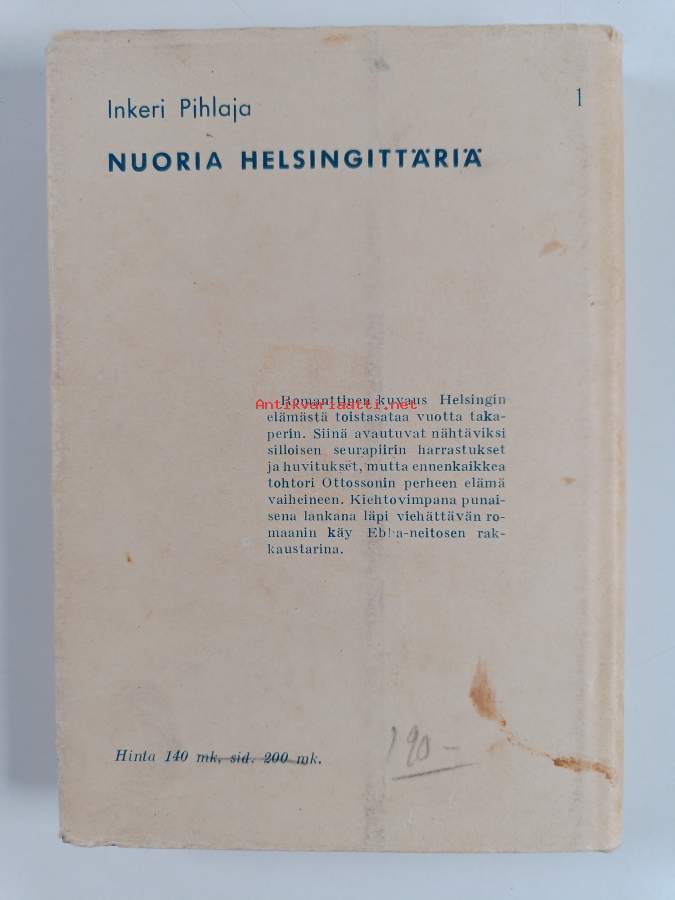 Inkeri Pihlaja
1
NUORIA HELSINGITTÄRIÄ
Romanttinen kuvaus Helsingin
Antikvariaatti.net
elämästä toistasataa vuotta taka-
perin. Siinä avautuvat nähtäviksi
silloisen seurapiirin harrastukset
ja huvitukset, mutta ennenkaikkea
tohtori Ottossonin perheen elämä
vaiheineen. Kiehtovimpana punai-
sena lankana läpi viehättävän ro-
maanin käy Ebba-neitosen rak-
kaustarina.
Hinta 140 mk, sid. 200 mk.
190 —